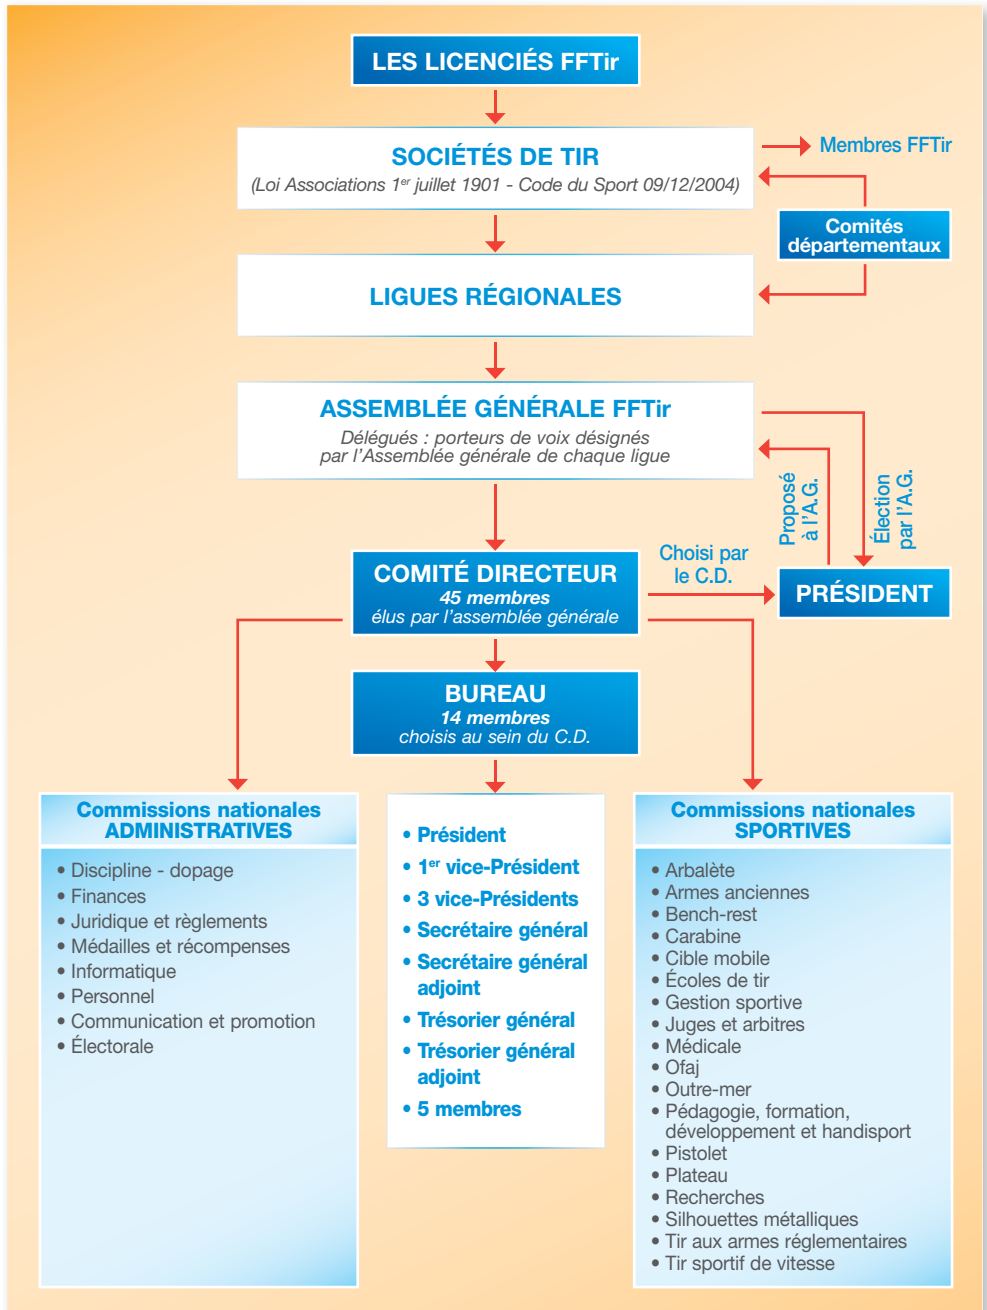 LES LICENCIÉS FFTir
SOCIÉTÉS DE TIR
(Loi Associations 1er juillet 1901 - Code du Sport 09/12/2004)
Membres FFTir
Comités
départementaux
LIGUES RÉGIONALES
ASSEMBLÉE GÉNÉRALE FFTir
Délégués : porteurs de voix désignés
par l'Assemblée générale de chaque ligue
Proposé
à l'A.G.
Élection
par l'A.G.
COMITÉ DIRECTEUR
45 membres
élus par l'assemblée générale
Choisi par
le C.D.
PRÉSIDENT
BUREAU
14 membres
choisis au sein du C.D.
Commissions nationales
ADMINISTRATIVES
• Discipline - dopage
• Finances
• Juridique et règlements
• Médailles et récompenses
• Informatique
• Personnel
• Communication et promotion
• Électorale
• Président
• 1er vice-Président
• 3 vice-Présidents
• Secrétaire général
• Secrétaire général
adjoint
• Trésorier général
• Trésorier général
adjoint
• 5 membres
Commissions nationales
SPORTIVES
• Arbalète
• Armes anciennes
• Bench-rest
• Carabine
• Cible mobile
• Écoles de tir
• Gestion sportive
• Juges et arbitres
• Médicale
• Ofaj
• Outre-mer
• Pédagogie, formation,
développement et handisport
• Pistolet
• Plateau
• Recherches
• Silhouettes métalliques
• Tir aux armes réglementaires
• Tir sportif de vitesse